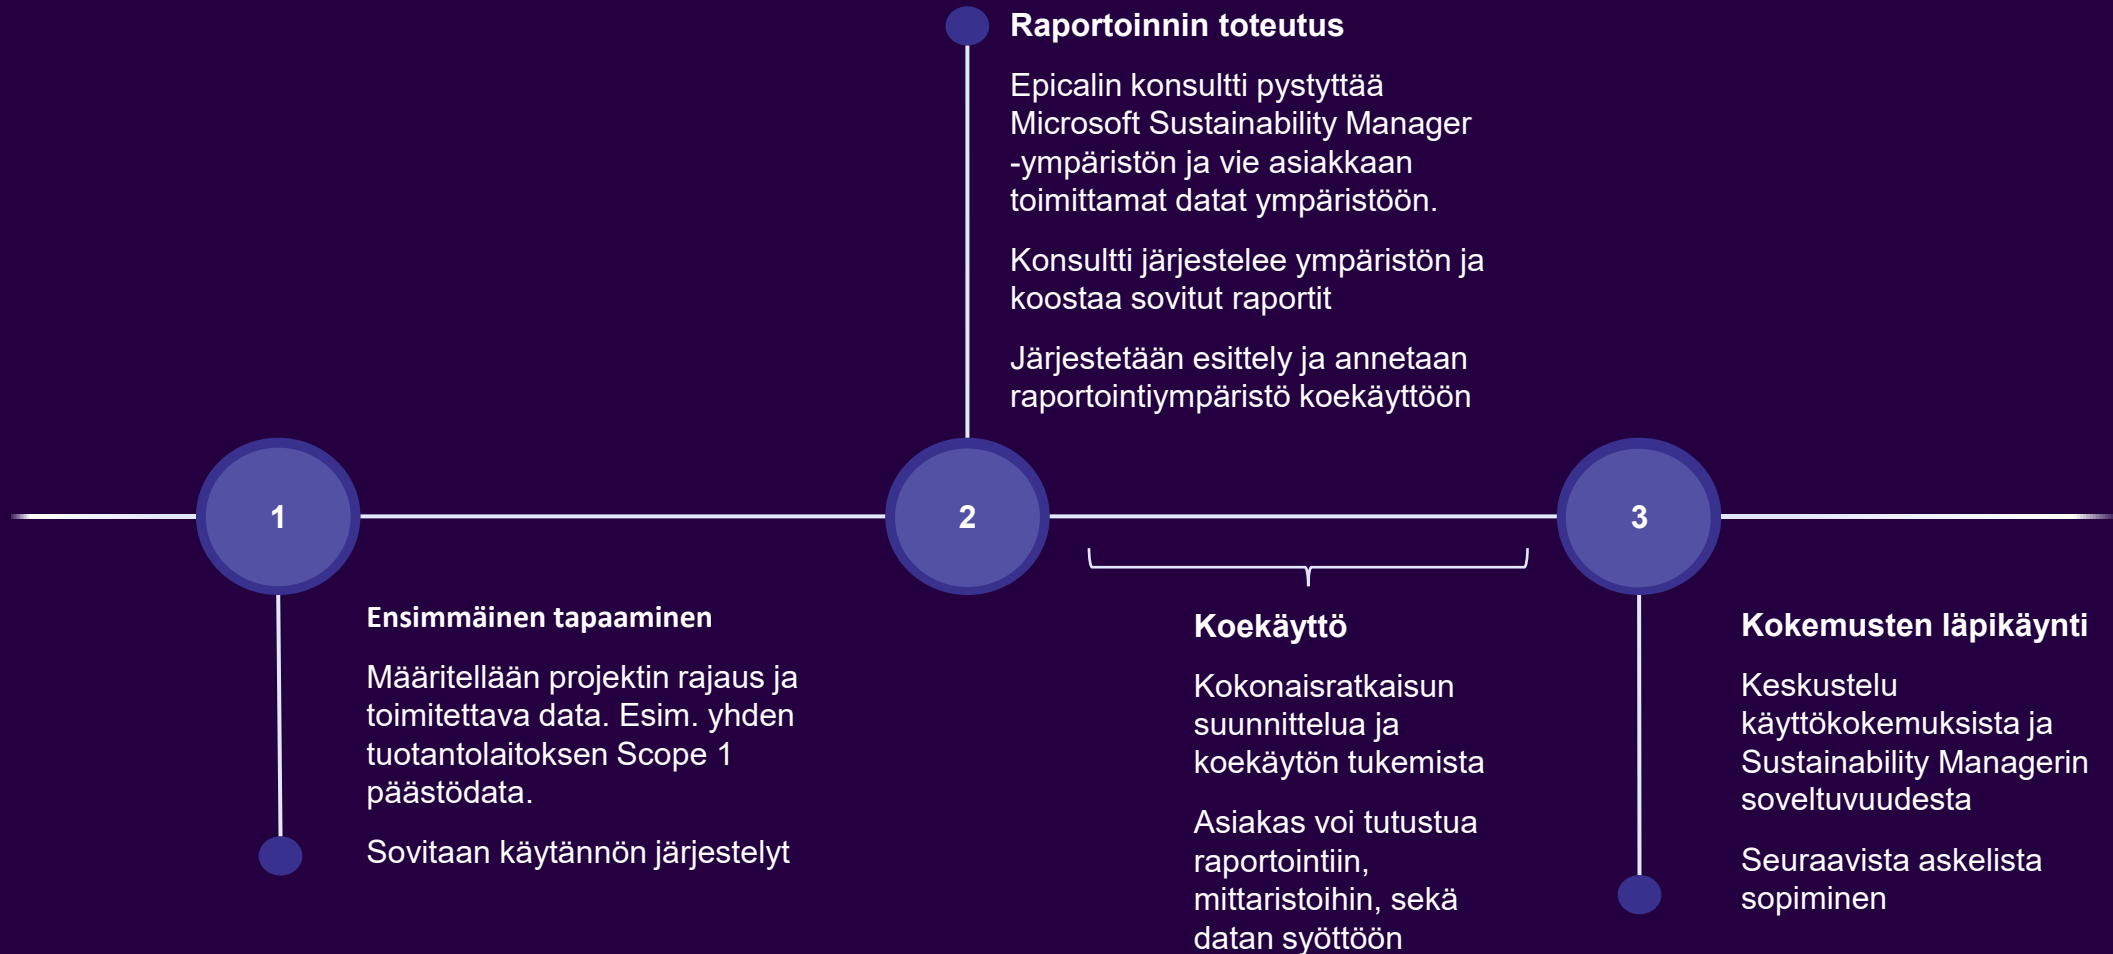 Raportoinnin toteutus
Epicalin konsultti pystyttää
Microsoft Sustainability Manager
-ympäristön ja vie asiakkaan
toimittamat datat ympäristöön.
Konsultti järjestelee ympäristön ja
koostaa sovitut raportit
Järjestetään esittely ja annetaan
raportointiympäristö koekäyttöön
1
2
3
Ensimmäinen tapaaminen
Määritellään projektin rajaus ja
toimitettava data. Esim. yhden
tuotantolaitoksen Scope 1
päästödata.
Sovitaan käytännön järjestelyt
Koekäyttö
Kokonaisratkaisun
suunnittelua ja
koekäytön tukemista
Asiakas voi tutustua
raportointiin,
mittaristoihin, sekä
datan syöttöön
Kokemusten läpikäynti
Keskustelu
käyttökokemuksista ja
Sustainability Managerin
soveltuvuudesta
Seuraavista askelista
sopiminen